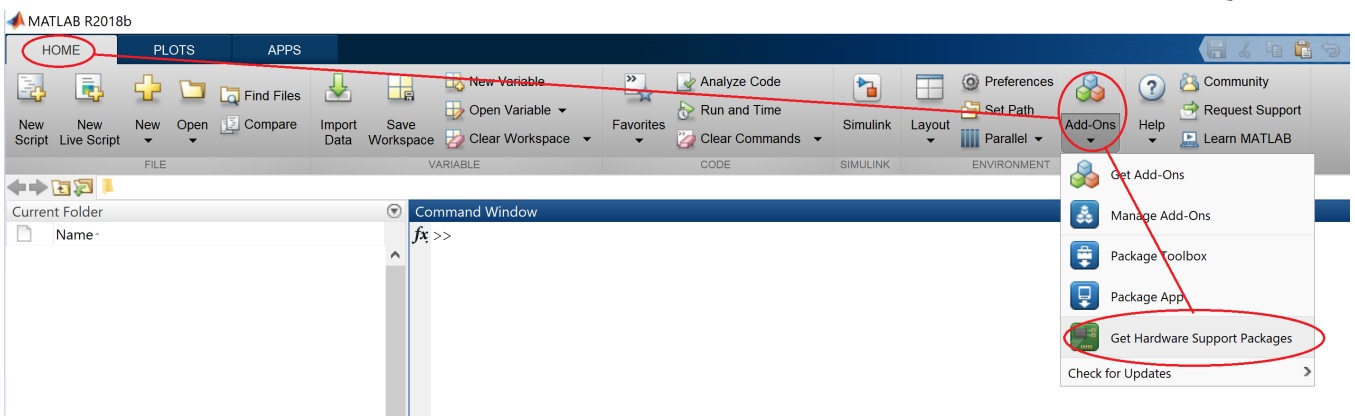 MATLAB R2018b
HOME PLOTS APPS
New Script
New Live Script
New
Open
Find Files
Compare
Import Data
Save Workspace
New Variable
Open Variable
Clear Workspace
Favorites
Analyze Code
Run and Time
Clear Commands
Simulink
Layout
Preferences
Set Path
Parallel
Add-Ons
Help
Community
Request Support
Learn MATLAB
FILE VARIABLE CODE SIMULINK ENVIRONMENT
Current Folder
Name
Command Window
fx >>
Get Add-Ons
Manage Add-Ons
Package Toolbox
Package App
Get Hardware Support Packages
Check for Updates